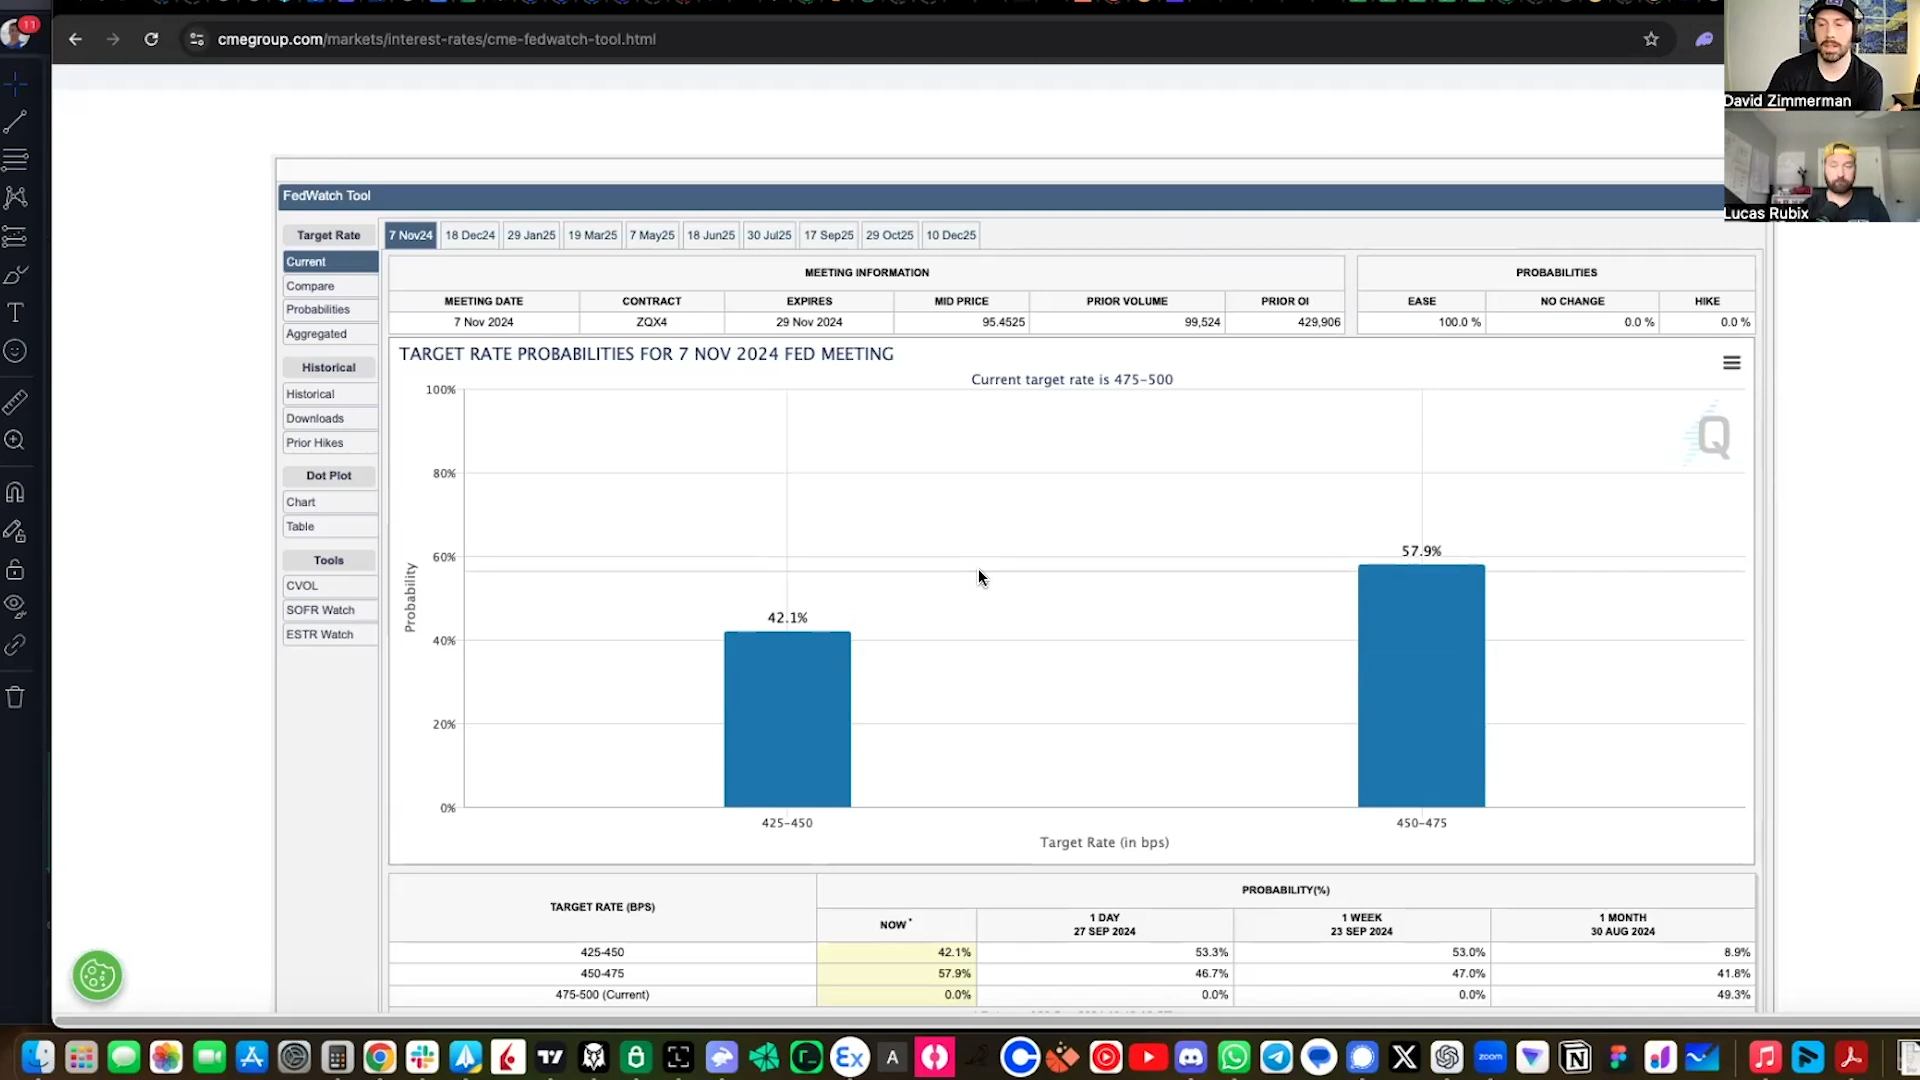 11
cmegroup.com/markets/interest-rates/cme-fedwatch-tool.html
David Zimmerman
Lucas Rubix
FedWatch Tool
Target Rate
Current
Compare
Probabilities
Aggregated
Historical
Historical
Downloads
Prior Hikes
Dot Plot
Chart
Table
Tools
CVOL
SOFR Watch
ESTR Watch
7 Nov24 18 Dec24 29 Jan25 19 Mar25 7 May25 18 Jun25 30 Jul25 17 Sep25 29 Oct25 10 Dec25
MEETING INFORMATION
MEETING DATE CONTRACT EXPIRES MID PRICE PRIOR VOLUME PRIOR OI
7 Nov 2024 ZQX4 29 Nov 2024 95.4525 99,524 429,906
PROBABILITIES
EASE NO CHANGE HIKE
100.0 % 0.0 % 0.0 %
TARGET RATE PROBABILITIES FOR 7 NOV 2024 FED MEETING
Current target rate is 475-500
Q
Probability
100%
80%
60%
40%
20%
0%
42.1%
57.9%
425-450
450-475
Target Rate (in bps)
TARGET RATE (BPS) PROBABILITY(%)
NOW * 1 DAY 1 WEEK 1 MONTH
27 SEP 2024 23 SEP 2024 30 AUG 2024
425-450 42.1% 53.3% 53.0% 8.9%
450-475 57.9% 46.7% 47.0% 41.8%
475-500 (Current) 0.0% 0.0% 0.0% 49.3%
Ex
A
zoom